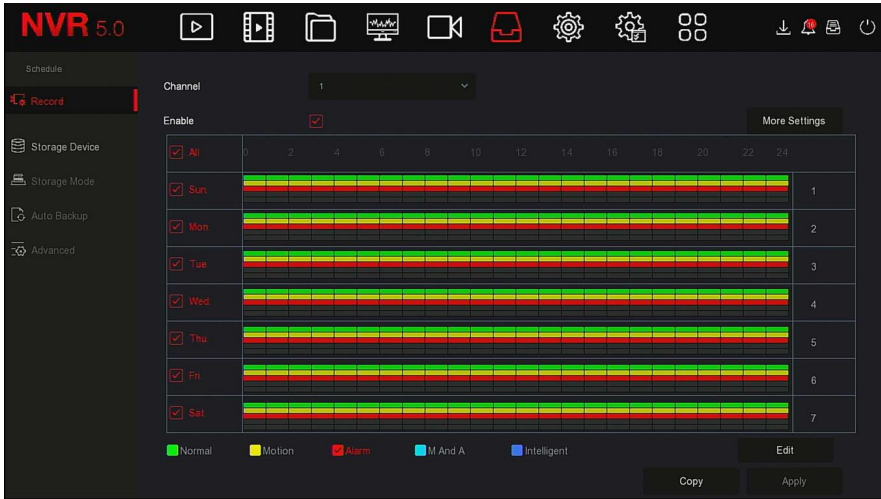 NVR 5.0
16
Schedule
Record
Storage Device
Storage Mode
Auto Backup
Advanced
Channel 1
Enable More Settings
All 0 2 4 6 8 10 12 14 16 18 20 22 24
Sun 1
Mon 2
Tue 3
Wed 4
Thu 5
Fri 6
Sat 7
Normal Motion Alarm M And A Intelligent Edit
Copy Apply